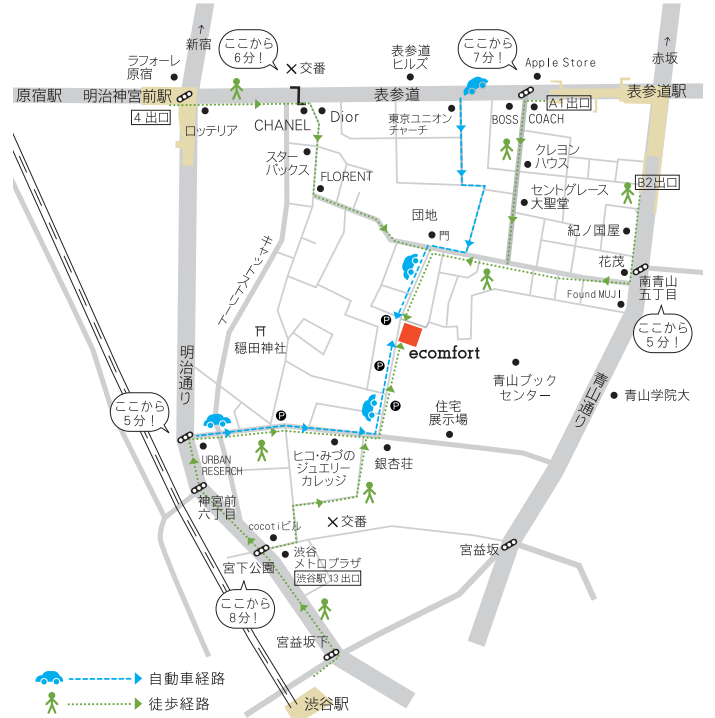 ↑
新宿
ここから
6分！
交番
ラフォーレ
原宿
表参道
ヒルズ
ここから
7分！
Apple Store
↑
赤坂
原宿駅
明治神宮前駅
表参道
表参道駅
4 出口
ロッテリア
CHANEL
Dior
東京ユニオン
チャーチ
BOSS
COACH
A1出口
スター
バックス
クレヨン
ハウス
FLORENT
セントグレース
大聖堂
B2出口
団地
門
紀ノ国屋
花茂
キャットストリート
Found MUJI
南青山
五丁目
ここから
5分！
P
穏田神社
ecomfort
明治通り
P
青山ブック
センター
青山通り
青山学院大
ここから
5分！
P
P
住宅
展示場
URBAN
RESERCH
ヒコ・みづの
ジュエリー
カレッジ
銀杏荘
神宮前
六丁目
cocotiビル
交番
宮下公園
渋谷
メトロプラザ
渋谷駅13出口
宮益坂
ここから
8分！
宮益坂下
自動車経路
徒歩経路
渋谷駅